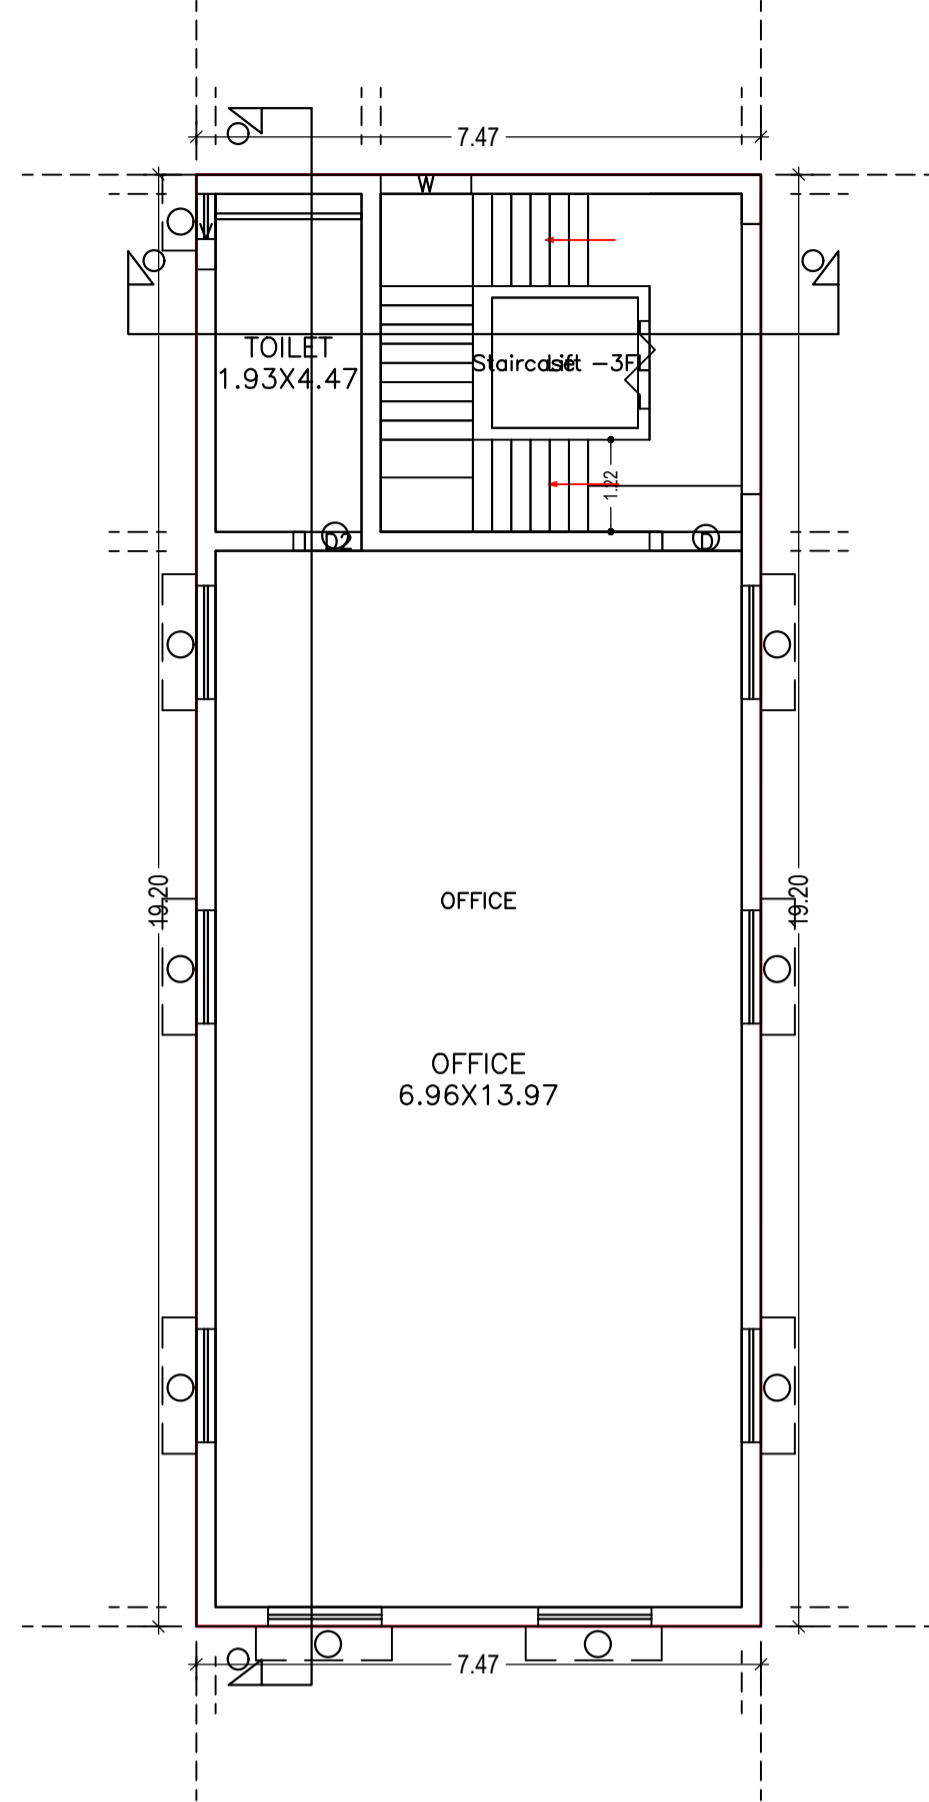 7.47
W
TOILET
1.93X4.47
Staircase
Lift -3FL
1.22
D2
D
19.20
19.20
OFFICE
OFFICE
6.96X13.97
7.47